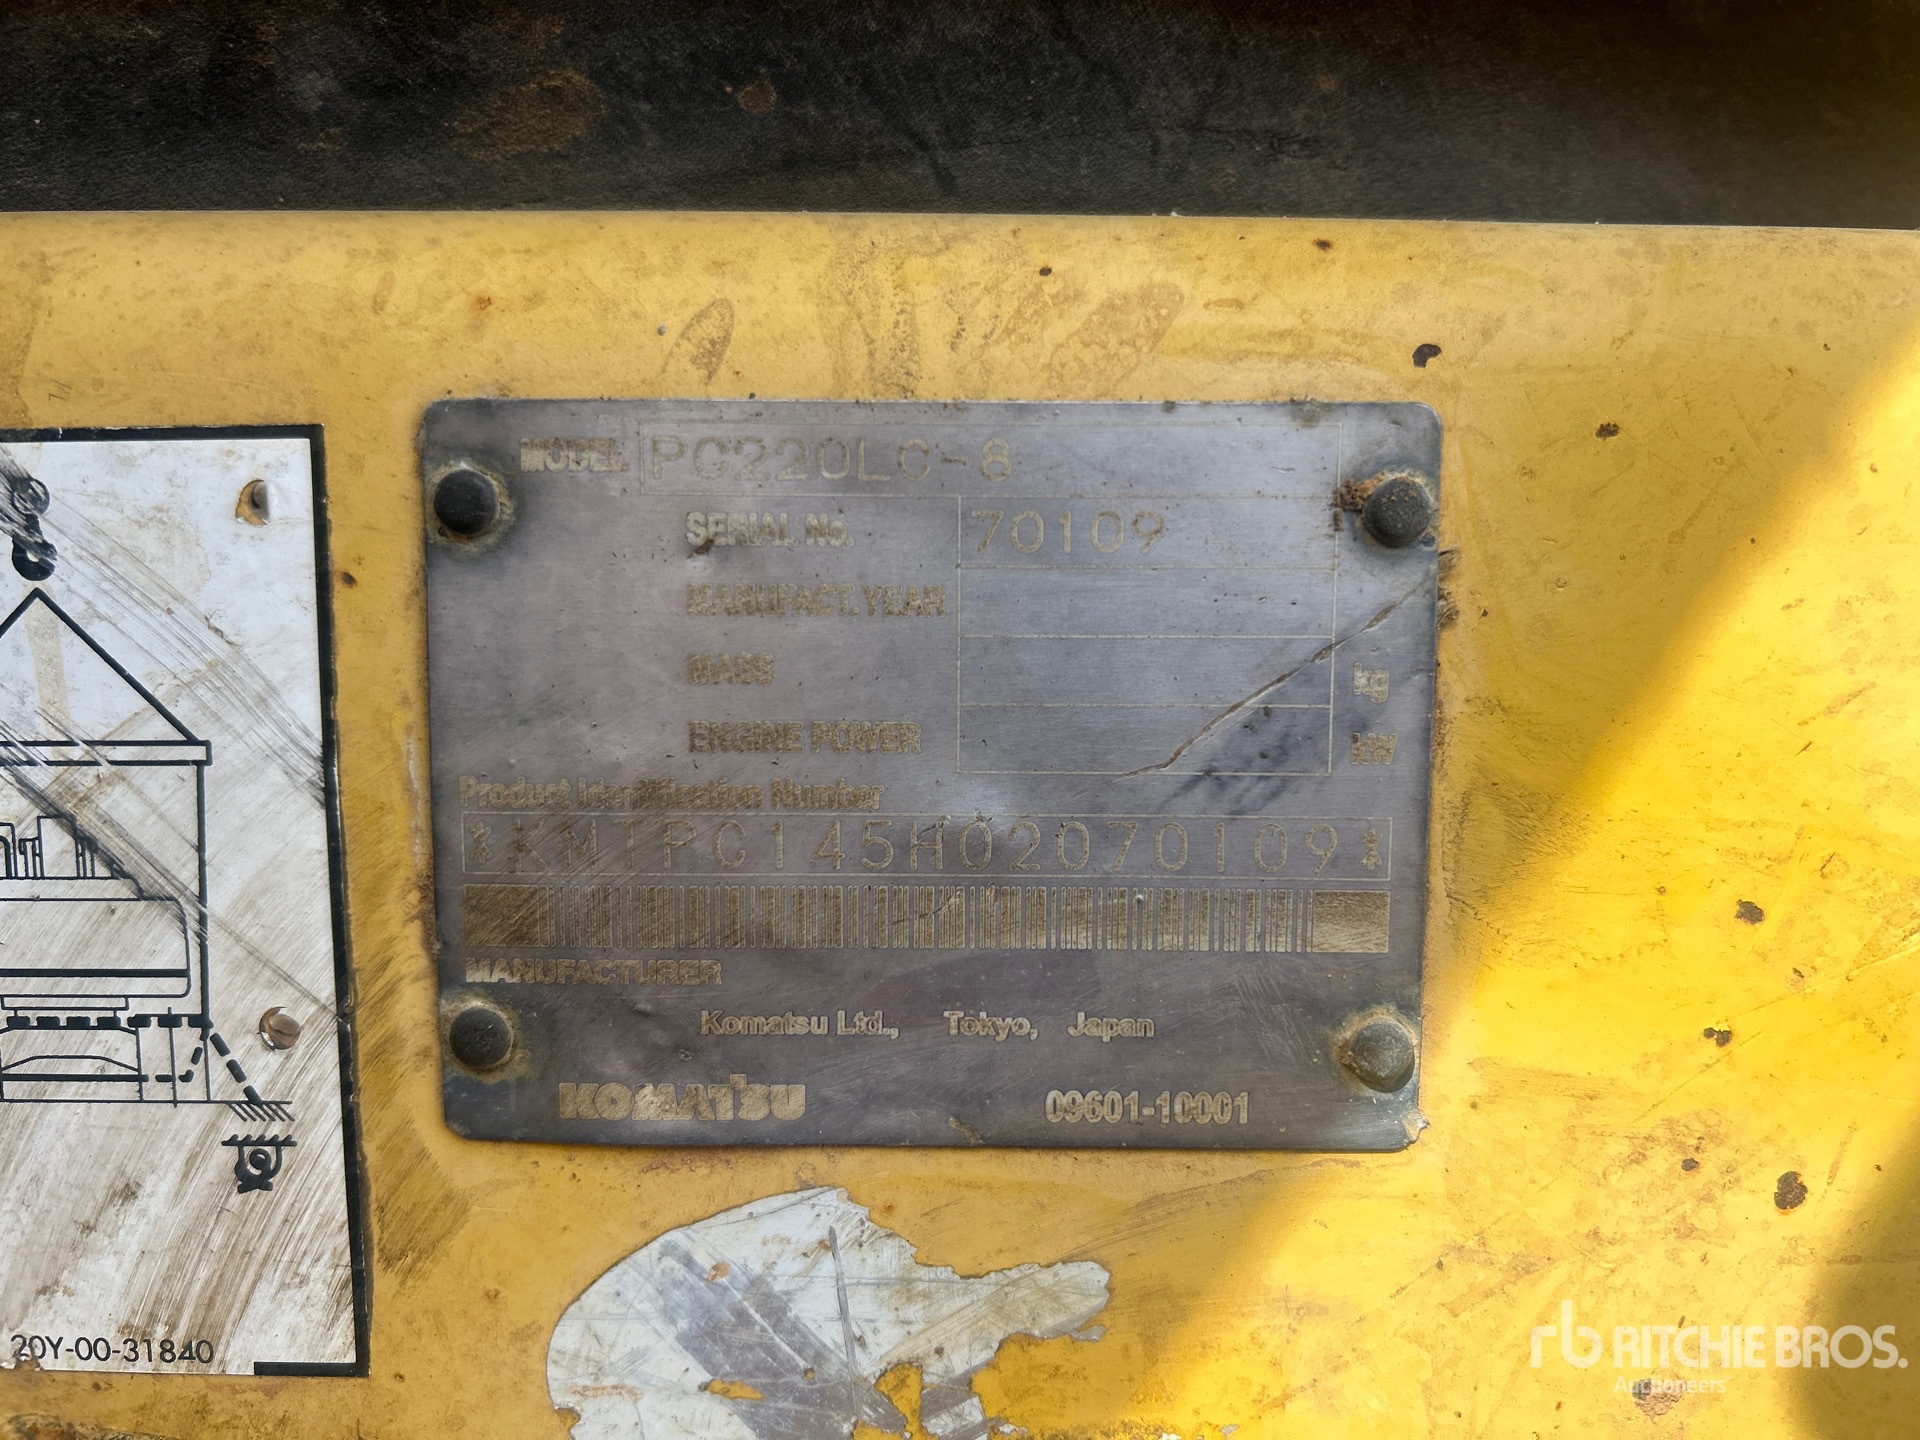 MODEL PC220LC-8
SERIAL No. 70109
MANUFACT. YEAR
MASS kg
ENGINE POWER kW
Product Identification Number
*KMTPC145H02070109*
MANUFACTURER
Komatsu Ltd., Tokyo, Japan
KOMATSU 09601-10001
20Y-00-31840
rb RITCHIE BROS.
Auctioneers